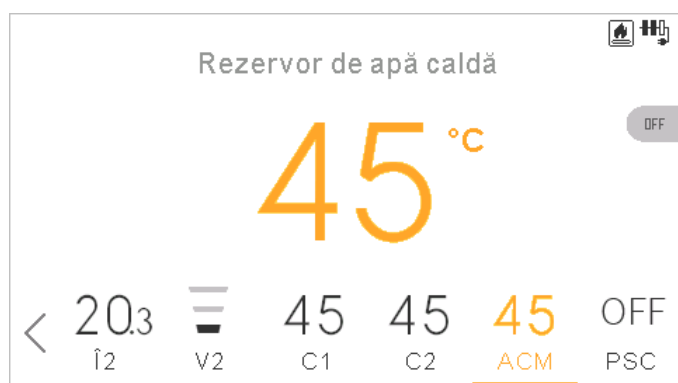 Rezervor de apă caldă
OFF
45 °C
20.3 45 45 45 OFF
Î2 V2 C1 C2 ACM PSC